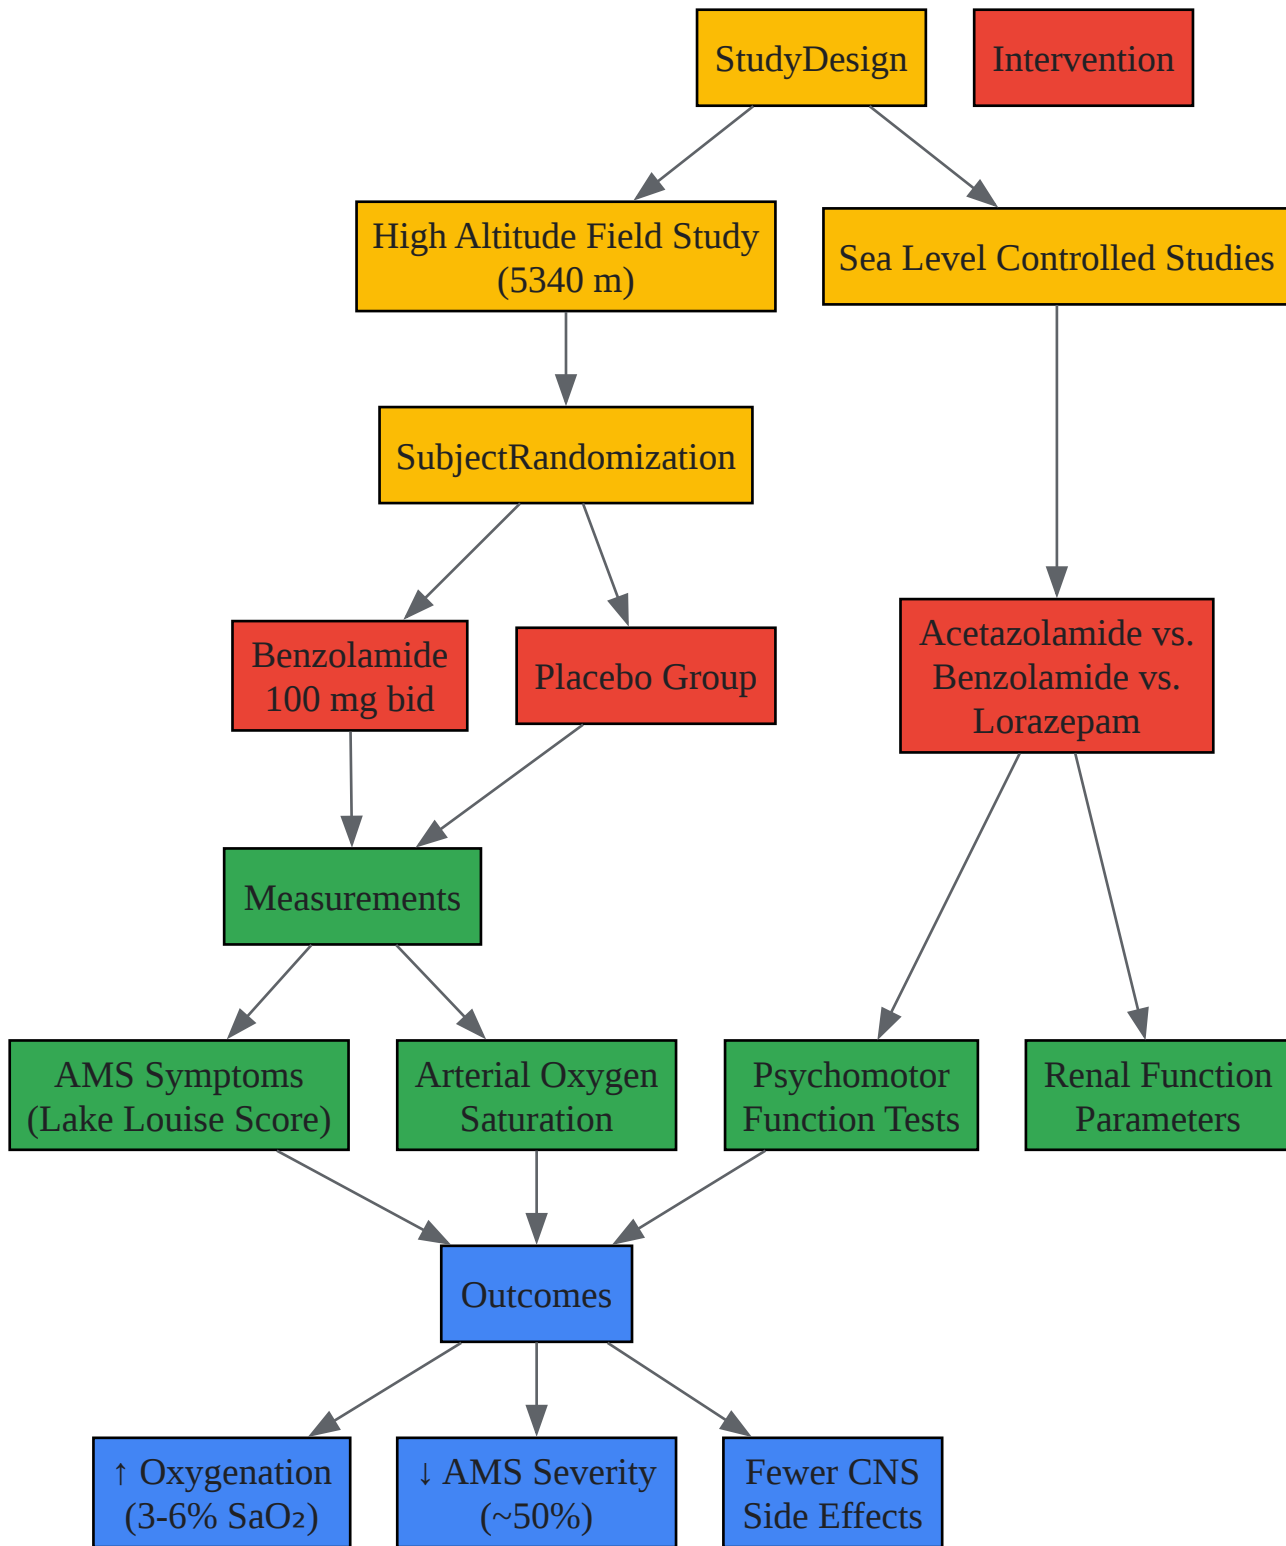 StudyDesign
Intervention
High Altitude Field Study
(5340 m)
Sea Level Controlled Studies
SubjectRandomization
Benzolamide
100 mg bid
Placebo Group
Acetazolamide vs.
Benzolamide vs.
Lorazepam
Measurements
AMS Symptoms
(Lake Louise Score)
Arterial Oxygen
Saturation
Psychomotor
Function Tests
Renal Function
Parameters
Outcomes
↑ Oxygenation
(3-6% SaO₂)
↓ AMS Severity
(~50%)
Fewer CNS
Side Effects